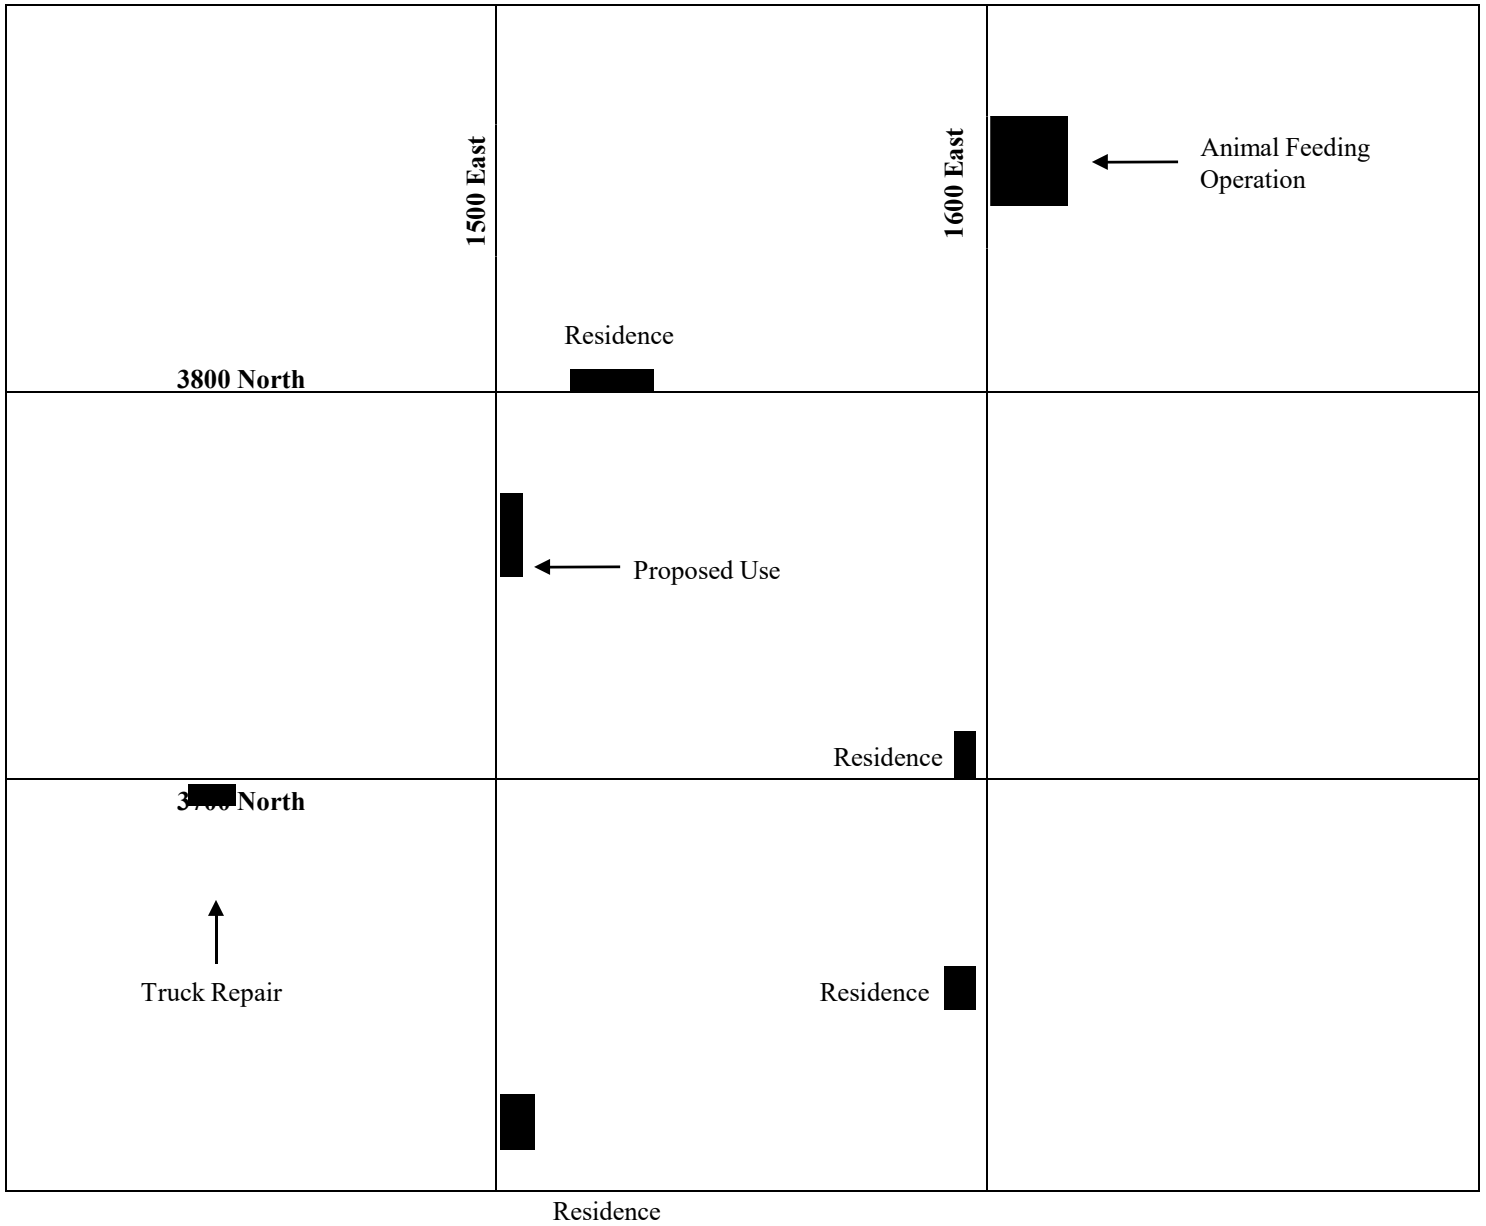 1500 East
1600 East
Animal Feeding
Operation
Residence
3800 North
Proposed Use
Residence
North
Truck Repair
Residence
Residence